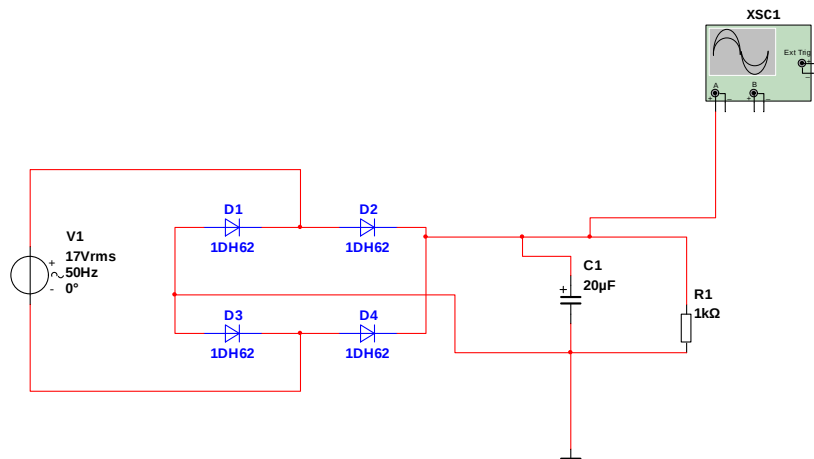 XSC1
Ext Trig
+
-
A
B
+
-
+
-
V1
17Vrms
50Hz
0°
+
-
D1
1DH62
D2
1DH62
D3
1DH62
D4
1DH62
C1
20µF
+
R1
1kΩ